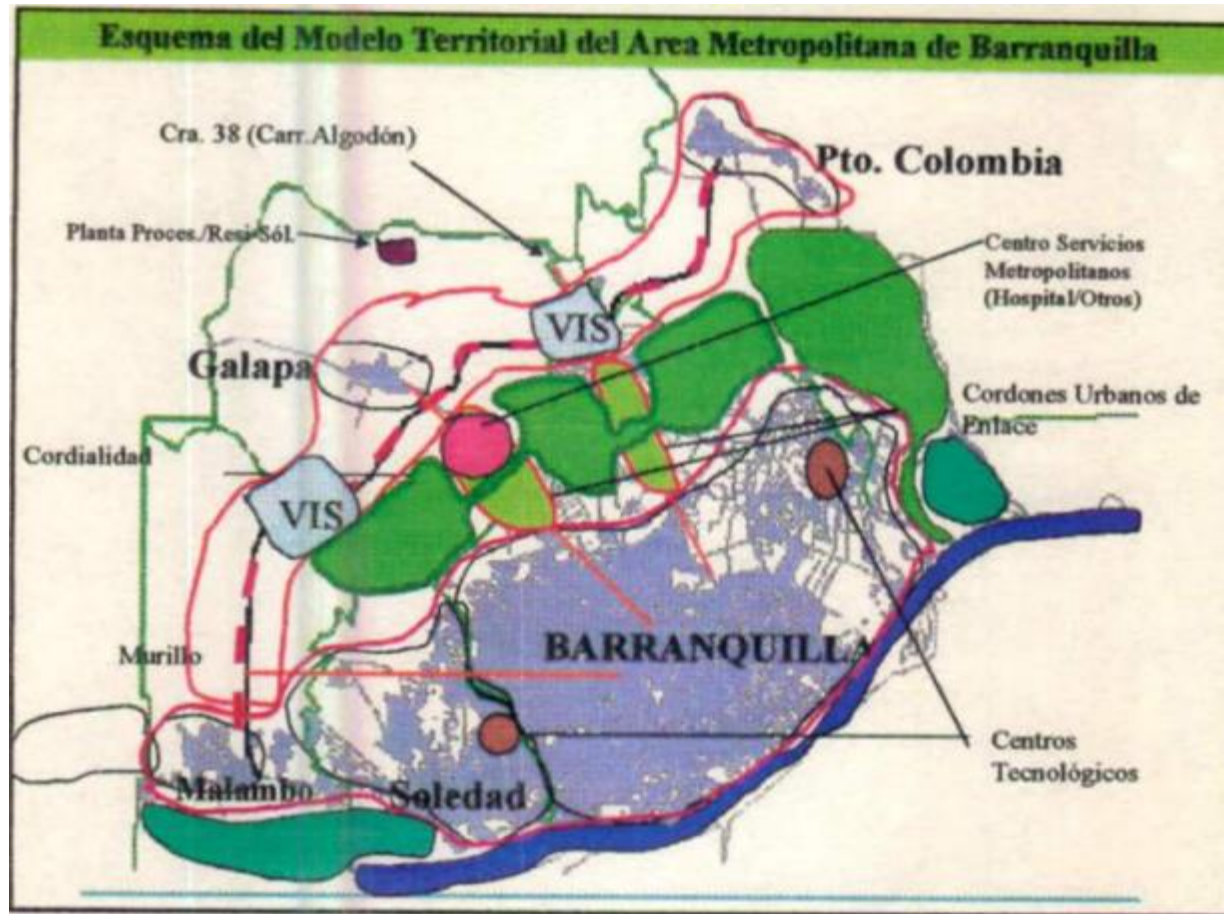 Esquema del Modelo Territorial del Area Metropolitana de Barranquilla
Cra. 38 (Carr.Algodón)
Pto. Colombia
Planta Proces./Resi-Sól.
Centro Servicios
Metropolitanos
(Hospital/Otros)
VIS
Galapa
Cordones Urbanos de
Enlace
Cordialidad
VIS
BARRANQUILLA
Murillo
Centros
Tecnológicos
Malambo
Soledad